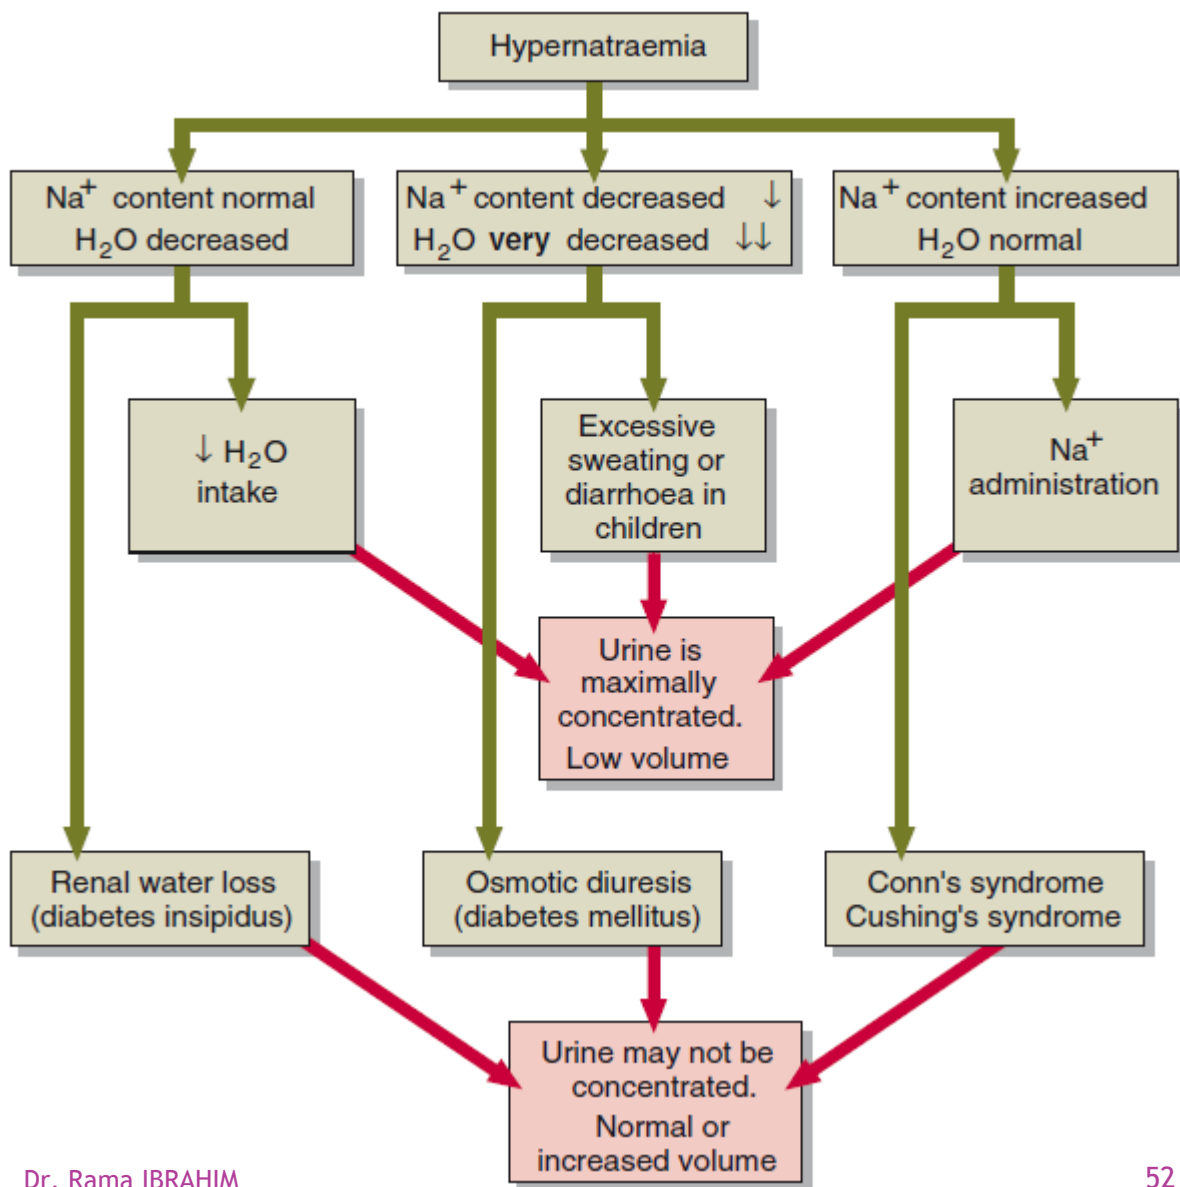 Hypernatraemia
Na⁺ content normal
H₂O decreased
Na⁺ content decreased ↓
H₂O very decreased ↓↓
Na⁺ content increased
H₂O normal
↓ H₂O
intake
Excessive
sweating or
diarrhoea in
children
Na⁺
administration
Urine is
maximally
concentrated.
Low volume
Renal water loss
(diabetes insipidus)
Osmotic diuresis
(diabetes mellitus)
Conn's syndrome
Cushing's syndrome
Urine may not be
concentrated.
Normal or
increased volume
Dr. Rama IBRAHIM
52